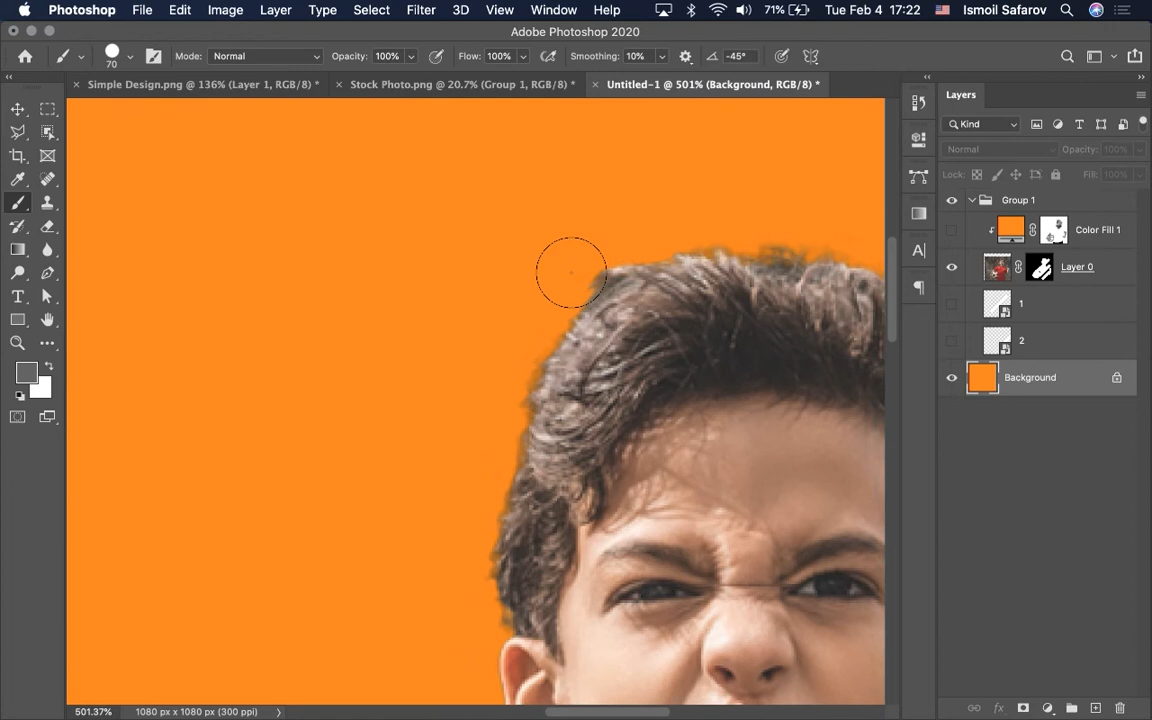 Photoshop File Edit Image Layer Type Select Filter 3D View Window Help 71% Tue Feb 4 17:22 Ismoil Safarov
Adobe Photoshop 2020
70 Mode: Normal Opacity: 100% Flow: 100% Smoothing: 10% -45°
Simple Design.png @ 136% (Layer 1, RGB/8) * Stock Photo.png @ 20.7% (Group 1, RGB/8) * Untitled-1 @ 501% (Background, RGB/8) *
Layers
Kind
Normal Opacity: 100%
Lock: Fill: 100%
Group 1
Color Fill 1
Layer 0
1
2
Background
501.37% 1080 px x 1080 px (300 ppi)